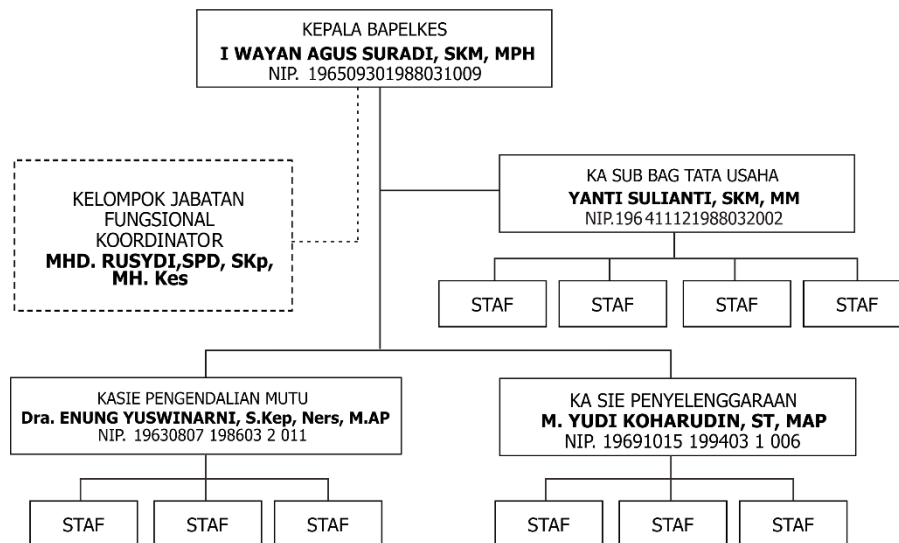 KEPALA BAPELKES
I WAYAN AGUS SURADI, SKM, MPH
NIP. 196509301988031009
KELOMPOK JABATAN
FUNGSIONAL
KOORDINATOR
MHD. RUSYDI,SPD, SKp,
MH. Kes
KA SUB BAG TATA USAHA
YANTI SULIANTI, SKM, MM
NIP.196411121988032002
STAF
STAF
STAF
STAF
KASIE PENGENDALIAN MUTU
Dra. ENUNG YUSWINARNI, S.Kep, Ners, M.AP
NIP. 19630807 198603 2 011
KA SIE PENYELENGGARAAN
M. YUDI KOHARUDIN, ST, MAP
NIP. 19691015 199403 1 006
STAF
STAF
STAF
STAF
STAF
STAF